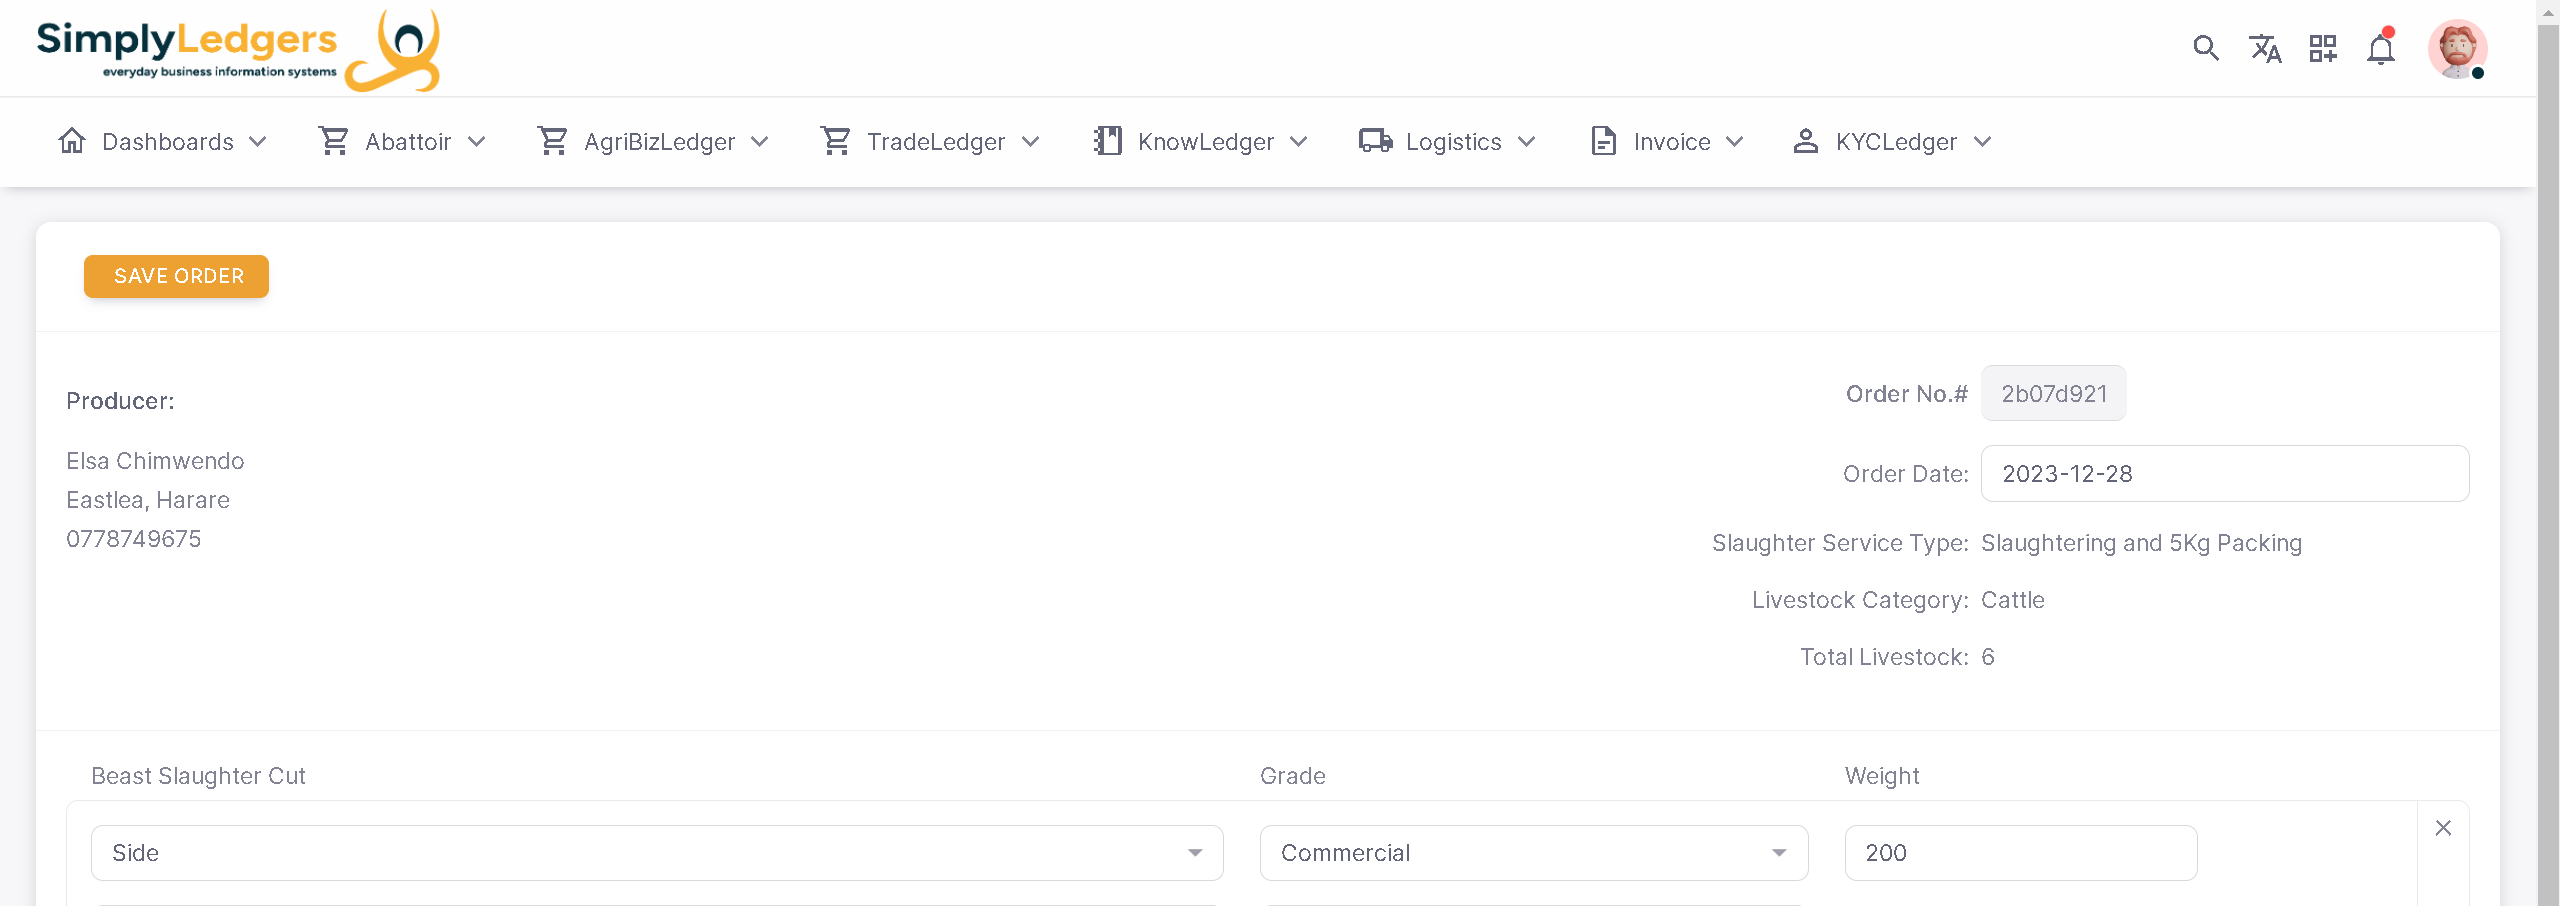 SimplyLedgers
everyday business information systems
Dashboards Abattoir AgriBizLedger TradeLedger KnowLedger Logistics Invoice KYCLedger
SAVE ORDER
Producer:
Elsa Chimwendo
Eastlea, Harare
0778749675
Order No.# 2b07d921
Order Date: 2023-12-28
Slaughter Service Type: Slaughtering and 5Kg Packing
Livestock Category: Cattle
Total Livestock: 6
Beast Slaughter Cut Grade Weight
Side Commercial 200